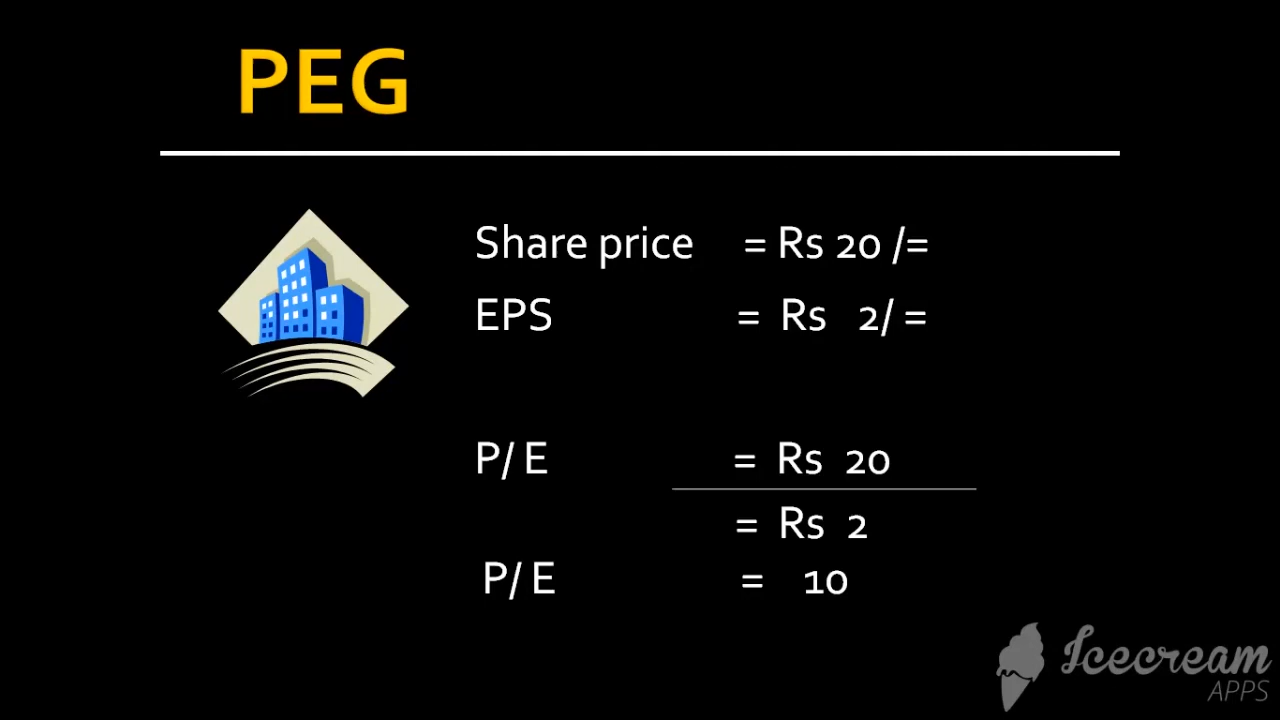 PEG
Share price = Rs 20 /=
EPS = Rs 2/ =
P/ E = Rs 20
= Rs 2
P/ E = 10
Icecream
APPS